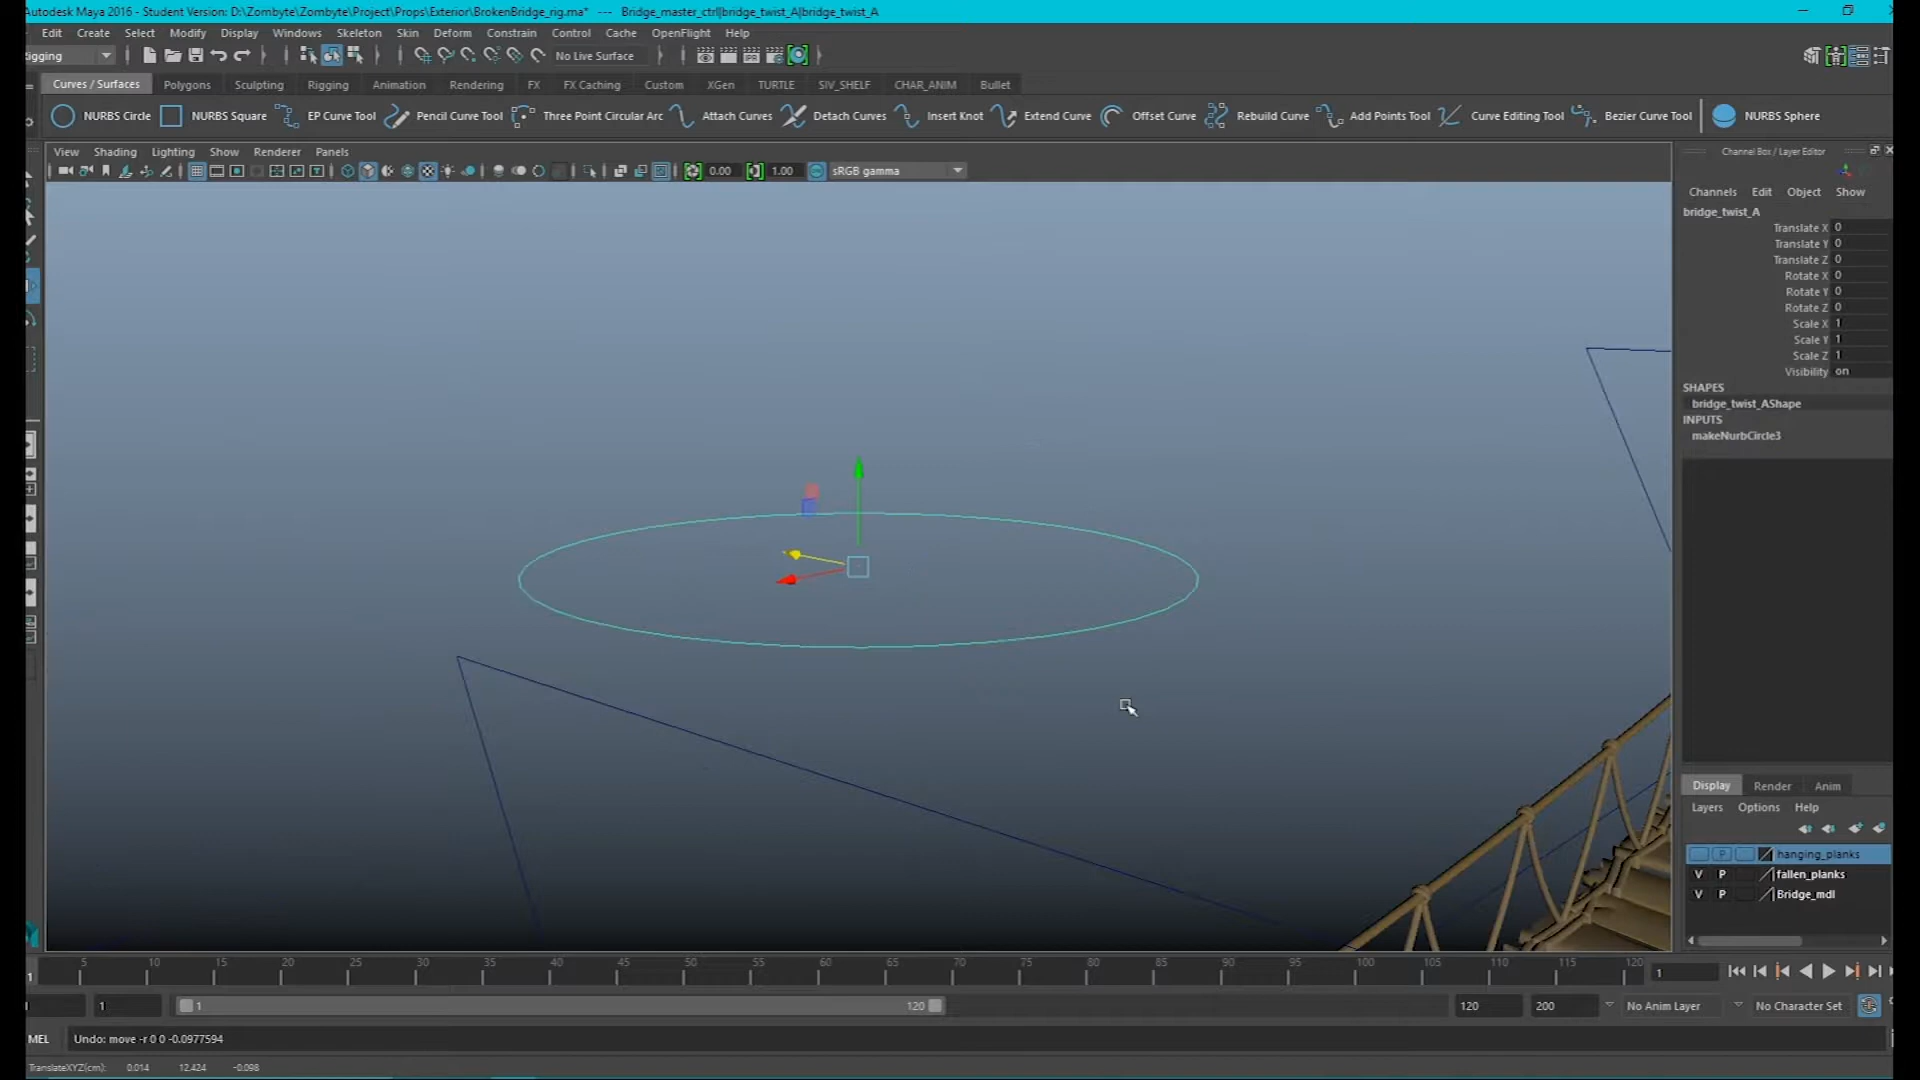 Autodesk Maya 2016 - Student Version: D:\Zombyte\Zombyte\Project\Props\Exterior\BrokenBridge_rig.ma* --- Bridge_master_ctrl|bridge_twist_A|bridge_twist_A
Edit Create Select Modify Display Windows Skeleton Skin Deform Constrain Control Cache OpenFlight Help
igging No Live Surface
Curves / Surfaces Polygons Sculpting Rigging Animation Rendering FX FX Caching Custom XGen TURTLE SIV_SHELF CHAR_ANIM Bullet
NURBS Circle NURBS Square EP Curve Tool Pencil Curve Tool Three Point Circular Arc Attach Curves Detach Curves Insert Knot Extend Curve Offset Curve Rebuild Curve Add Points Tool Curve Editing Tool Bezier Curve Tool NURBS Sphere
View Shading Lighting Show Renderer Panels
0.00 1.00 sRGB gamma
Channel Box / Layer Editor
Channels Edit Object Show
bridge_twist_A
Translate X 0
Translate Y 0
Translate Z 0
Rotate X 0
Rotate Y 0
Rotate Z 0
Scale X 1
Scale Y 1
Scale Z 1
Visibility on
SHAPES
bridge_twist_AShape
INPUTS
makeNurbCircle3
Display Render Anim
Layers Options Help
P hanging_planks
V P fallen_planks
V P Bridge_mdl
1 5 10 15 20 25 30 35 40 45 50 55 60 65 70 75 80 85 90 95 100 105 110 115 120 1
1 1 120 120 200 No Anim Layer No Character Set
MEL Undo: move -r 0 0 -0.0977594
TranslateXYZ(cm): 0.014 12.424 -0.098